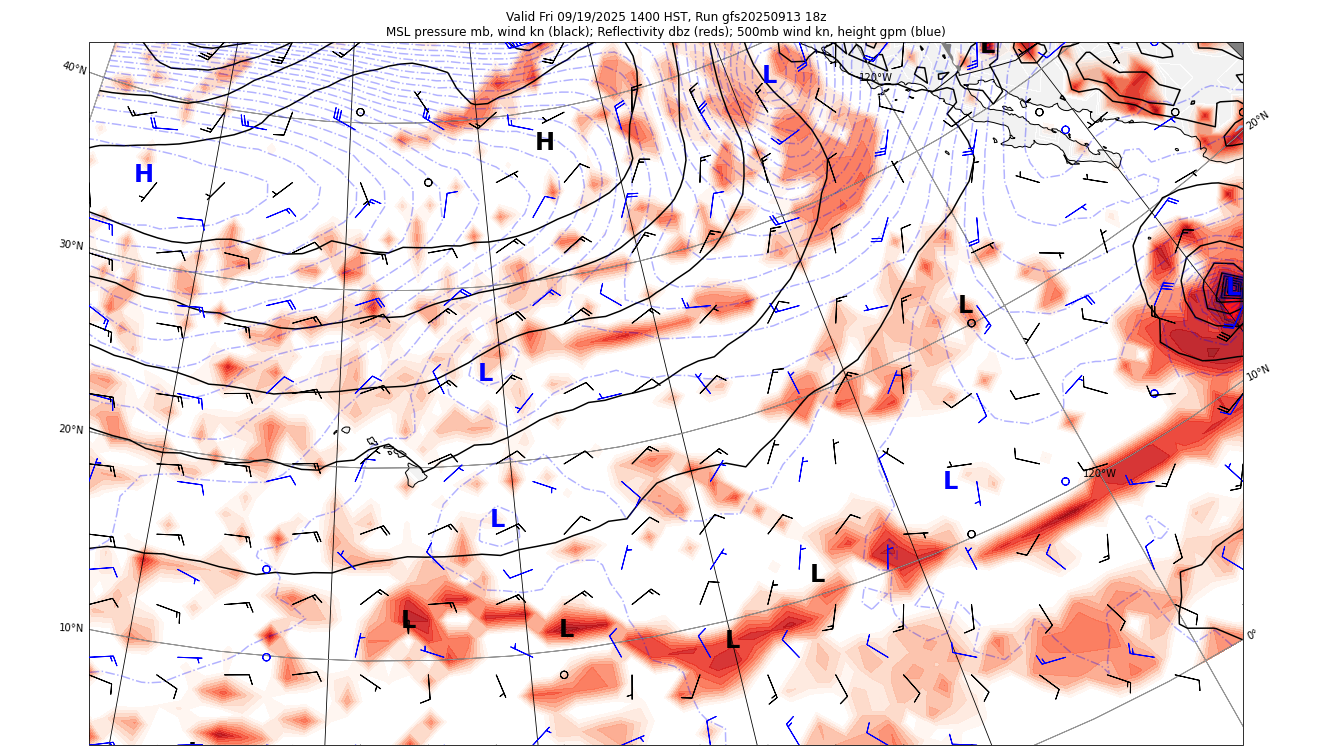 Valid Fri 09/19/2025 1400 HST, Run gfs20250913 18z
MSL pressure mb, wind kn (black); Reflectivity dbz (reds); 500mb wind kn, height gpm (blue)
L
40°N
L
120°W
20°N
H
H
30°N
L
L
10°N
L
20°N
120°W
L
L
L
L
L
10°N
L
0°